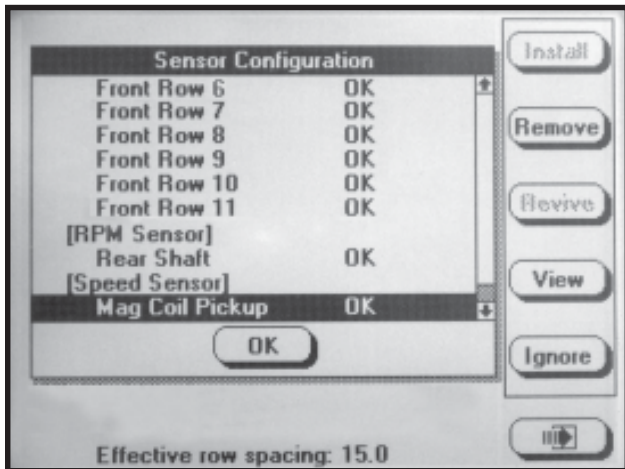 Sensor Configuration
Front Row 6 OK
Front Row 7 OK
Front Row 8 OK
Front Row 9 OK
Front Row 10 OK
Front Row 11 OK
[RPM Sensor]
Rear Shaft OK
[Speed Sensor]
Mag Coil Pickup OK
OK
Effective row spacing: 15.0
Install
Remove
Revive
View
Ignore